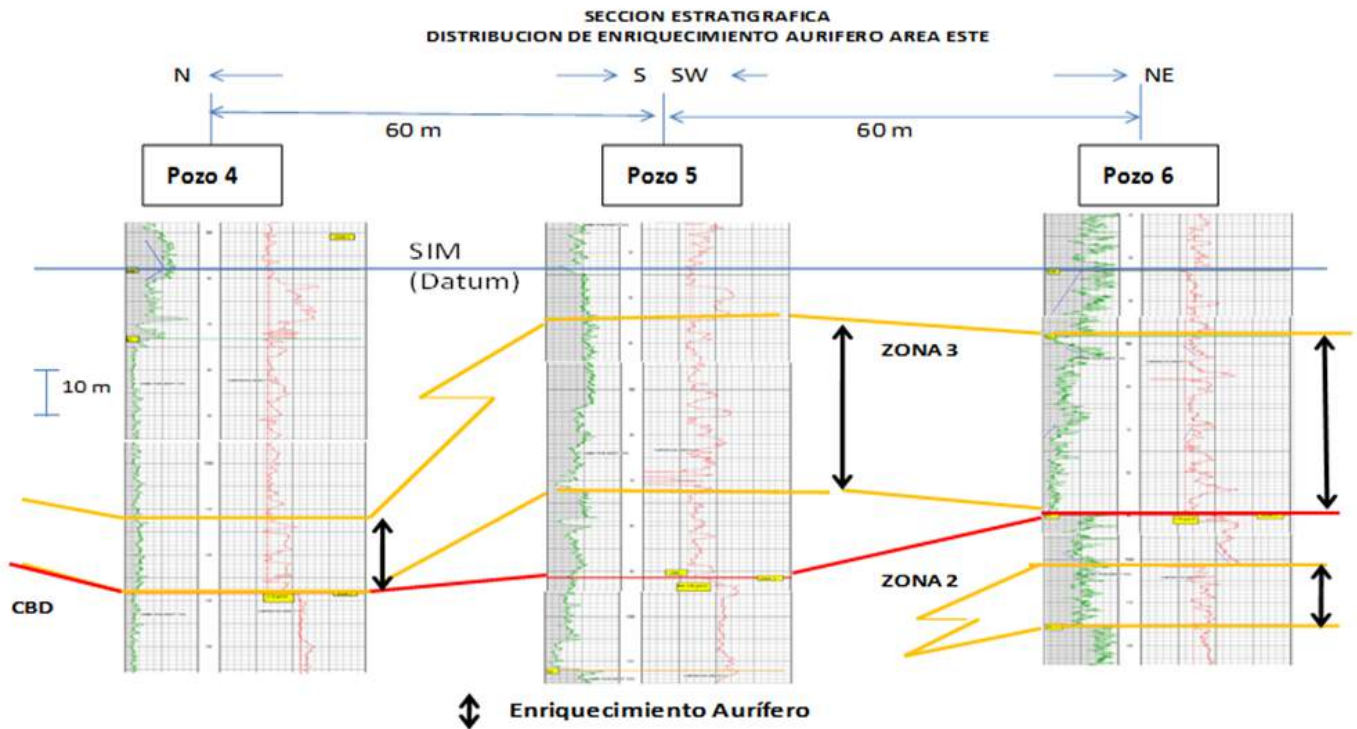 SECCION ESTRATIGRAFICA
DISTRIBUCION DE ENRIQUECIMIENTO AURIFERO AREA ESTE
N S SW NE
60 m 60 m
Pozo 4 Pozo 5 Pozo 6
SIM
(Datum)
ZONA 3
10 m
ZONA 2
CBD
Enriquecimiento Aurífero